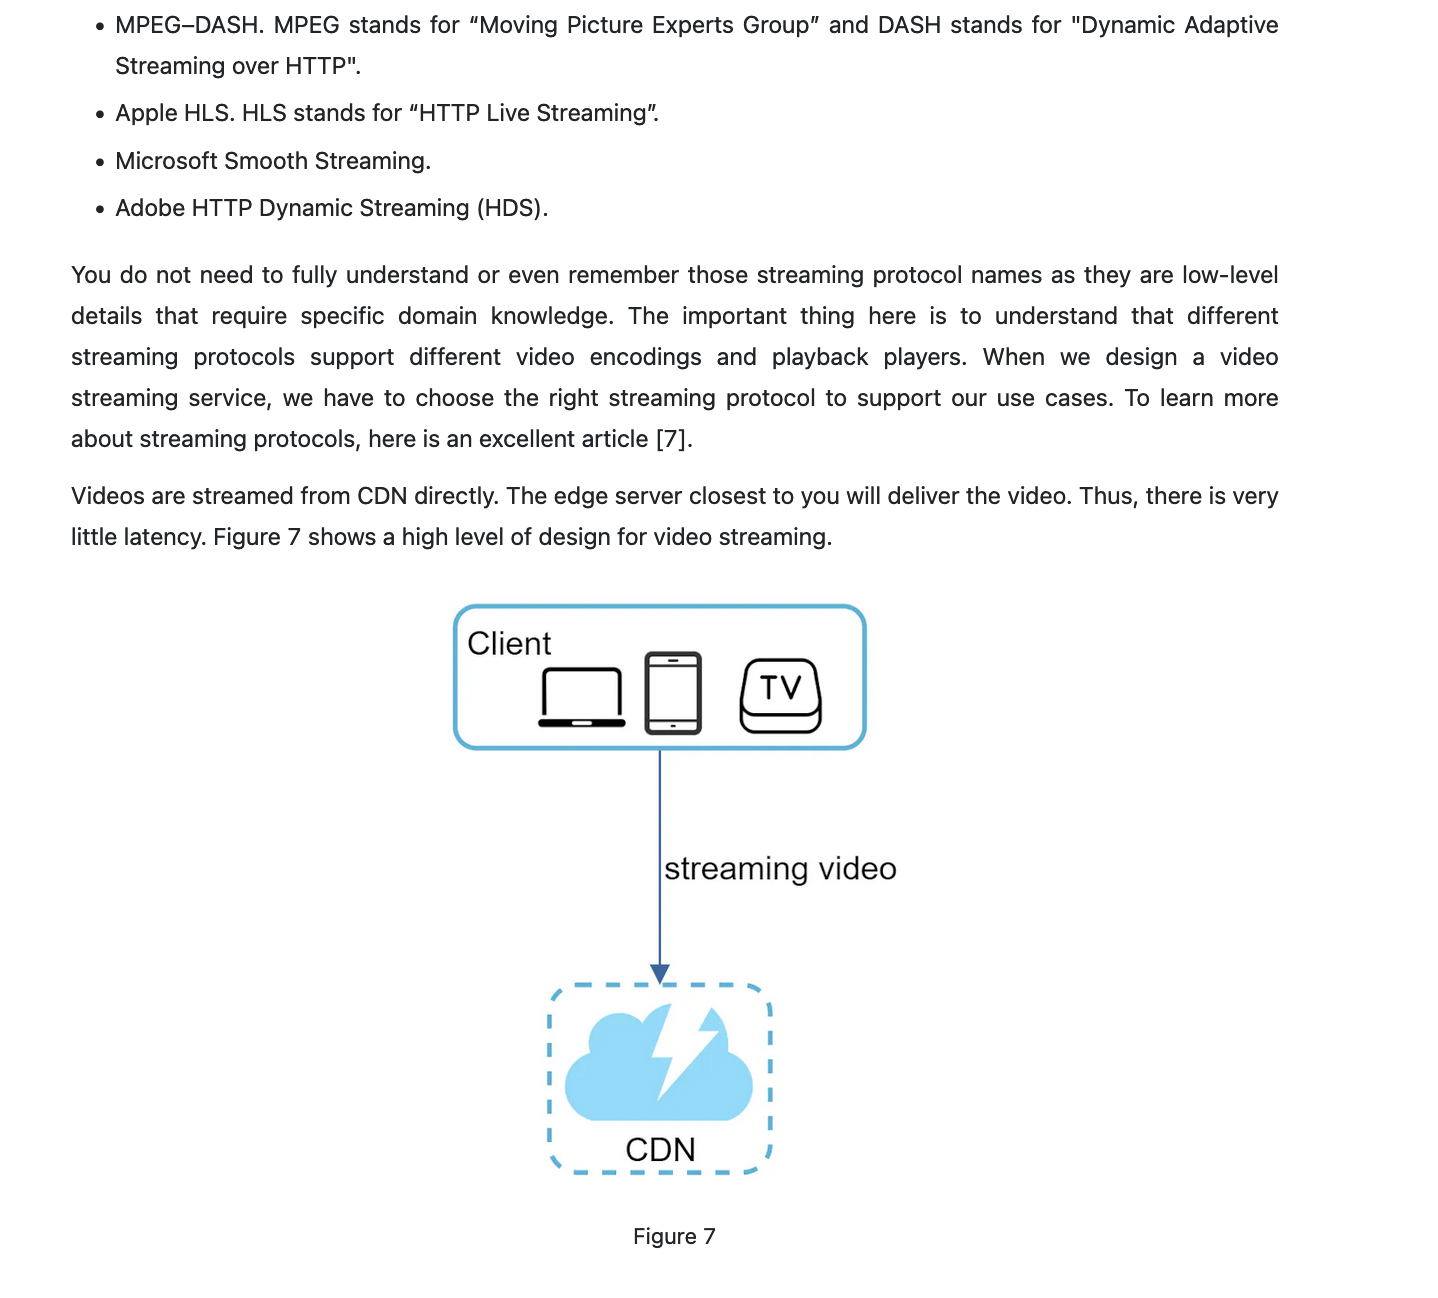 • MPEG–DASH. MPEG stands for “Moving Picture Experts Group” and DASH stands for "Dynamic Adaptive
Streaming over HTTP".
• Apple HLS. HLS stands for “HTTP Live Streaming”.
• Microsoft Smooth Streaming.
• Adobe HTTP Dynamic Streaming (HDS).
You do not need to fully understand or even remember those streaming protocol names as they are low-level
details that require specific domain knowledge. The important thing here is to understand that different
streaming protocols support different video encodings and playback players. When we design a video
streaming service, we have to choose the right streaming protocol to support our use cases. To learn more
about streaming protocols, here is an excellent article [7].
Videos are streamed from CDN directly. The edge server closest to you will deliver the video. Thus, there is very
little latency. Figure 7 shows a high level of design for video streaming.
Client
TV
streaming video
CDN
Figure 7